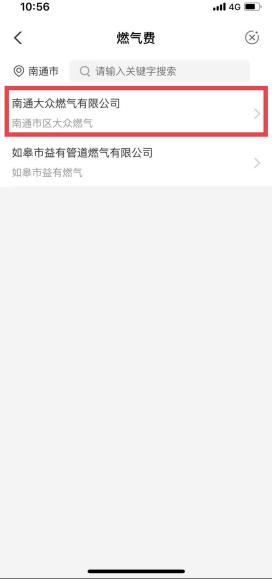 10:56 4G
燃气费
南通市 请输入关键字搜索
南通大众燃气有限公司
南通市区大众燃气
如皋市益有管道燃气有限公司
如皋市益有燃气